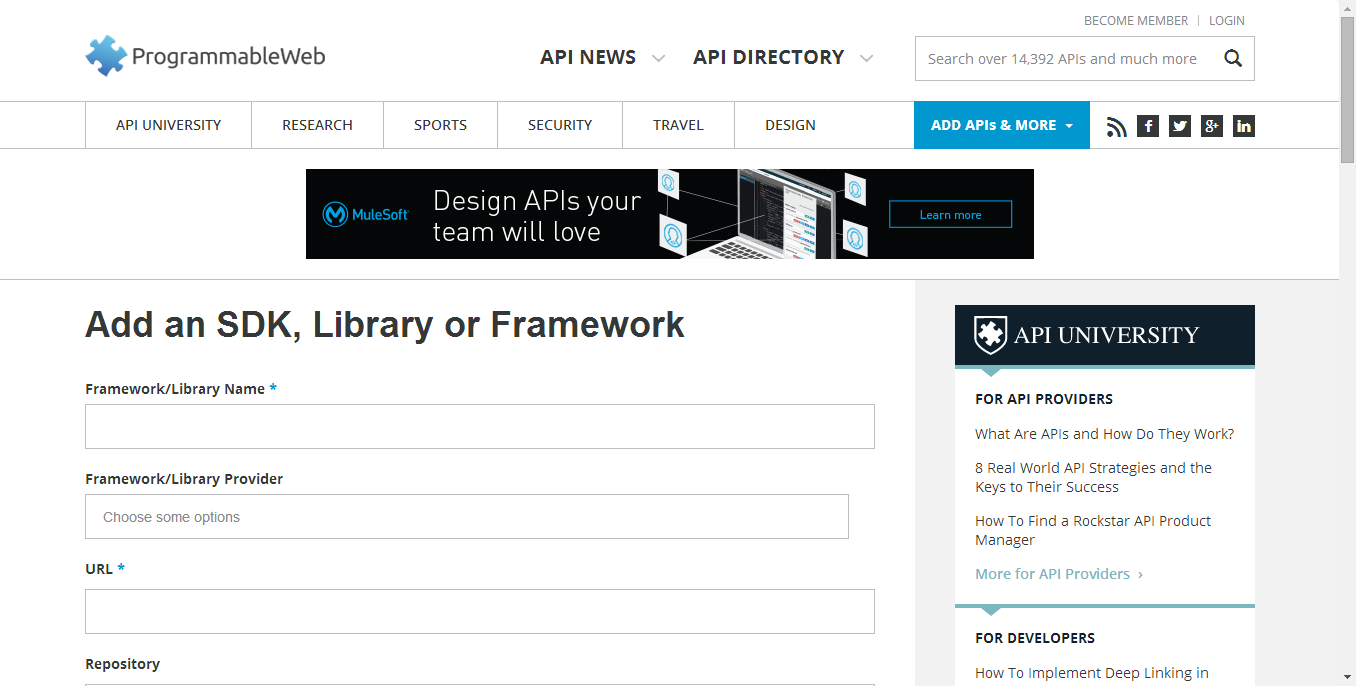 BECOME MEMBER | LOGIN
ProgrammableWeb
API NEWS
API DIRECTORY
Search over 14,392 APIs and much more
API UNIVERSITY
RESEARCH
SPORTS
SECURITY
TRAVEL
DESIGN
ADD APIs & MORE
MuleSoft
Design APIs your
team will love
Learn more
Add an SDK, Library or Framework
Framework/Library Name *
Framework/Library Provider
Choose some options
URL *
Repository
API UNIVERSITY
FOR API PROVIDERS
What Are APIs and How Do They Work?
8 Real World API Strategies and the
Keys to Their Success
How To Find a Rockstar API Product
Manager
More for API Providers ›
FOR DEVELOPERS
How To Implement Deep Linking in